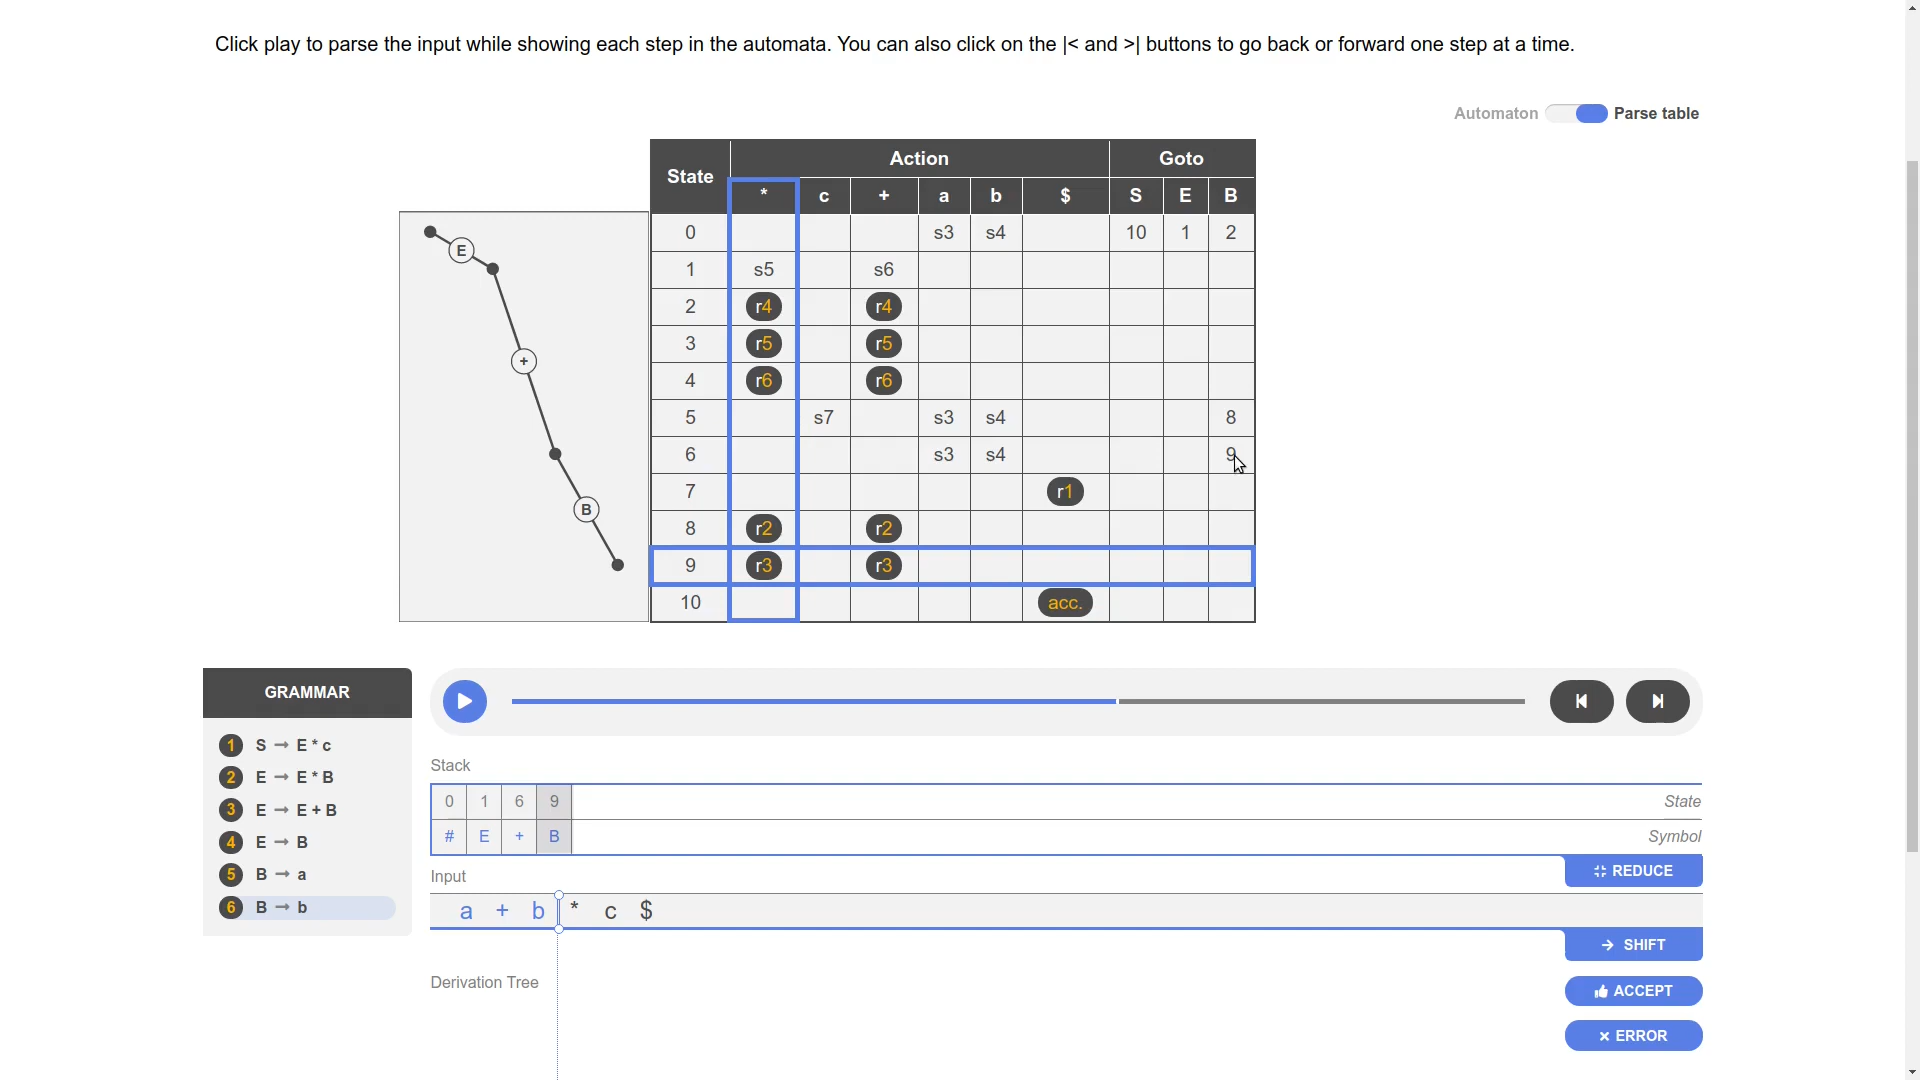 Click play to parse the input while showing each step in the automata. You can also click on the |< and >| buttons to go back or forward one step at a time.
Automaton Parse table
State Action Goto
* c + a b $ S E B
0 s3 s4 10 1 2
1 s5 s6
2 r4 r4
3 r5 r5
4 r6 r6
5 s7 s3 s4 8
6 s3 s4 9
7 r1
8 r2 r2
9 r3 r3
10 acc.
E
+
B
GRAMMAR
1 S → E * c
2 E → E * B
3 E → E + B
4 E → B
5 B → a
6 B → b
Stack
0 1 6 9 State
# E + B Symbol
REDUCE
Input
a + b * c $
SHIFT
Derivation Tree
ACCEPT
ERROR